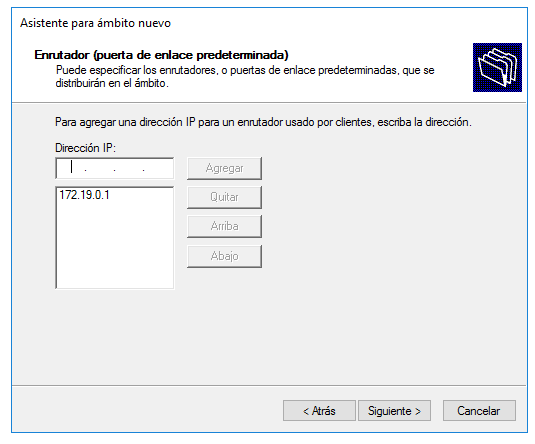 Asistente para ámbito nuevo
Enrutador (puerta de enlace predeterminada)
Puede especificar los enrutadores, o puertas de enlace predeterminadas, que se
distribuirán en el ámbito.
Para agregar una dirección IP para un enrutador usado por clientes, escriba la dirección.
Dirección IP:
. . .
Agregar
172.19.0.1
Quitar
Arriba
Abajo
< Atrás
Siguiente >
Cancelar